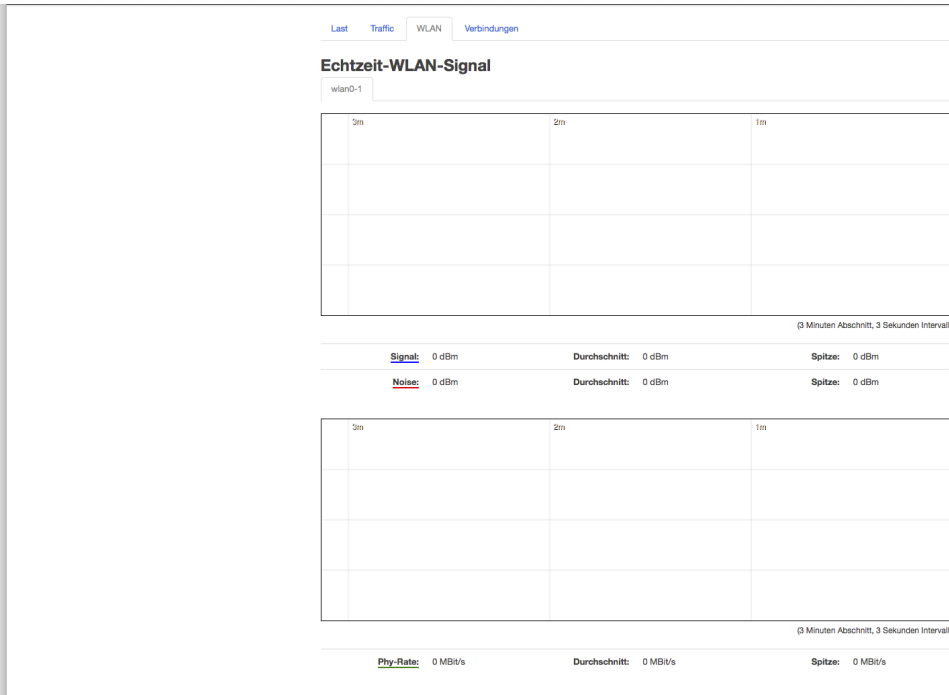 Last Traffic WLAN Verbindungen
Echtzeit-WLAN-Signal
wlan0-1
3m 2m 1m
(3 Minuten Abschnitt, 3 Sekunden Intervall
Signal: 0 dBm Durchschnitt: 0 dBm Spitze: 0 dBm
Noise: 0 dBm Durchschnitt: 0 dBm Spitze: 0 dBm
3m 2m 1m
(3 Minuten Abschnitt, 3 Sekunden Intervall
Phy-Rate: 0 MBit/s Durchschnitt: 0 MBit/s Spitze: 0 MBit/s